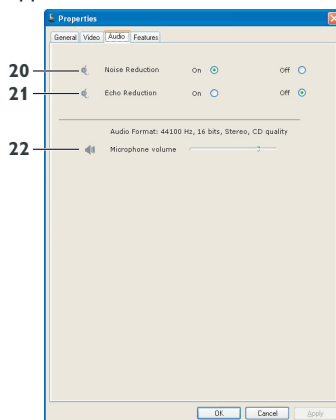 Properties
General Video Audio Features
20 Noise Reduction On Off
21 Echo Reduction On Off
Audio Format: 44100 Hz, 16 bits, Stereo, CD quality
22 Microphone volume
OK Cancel Apply